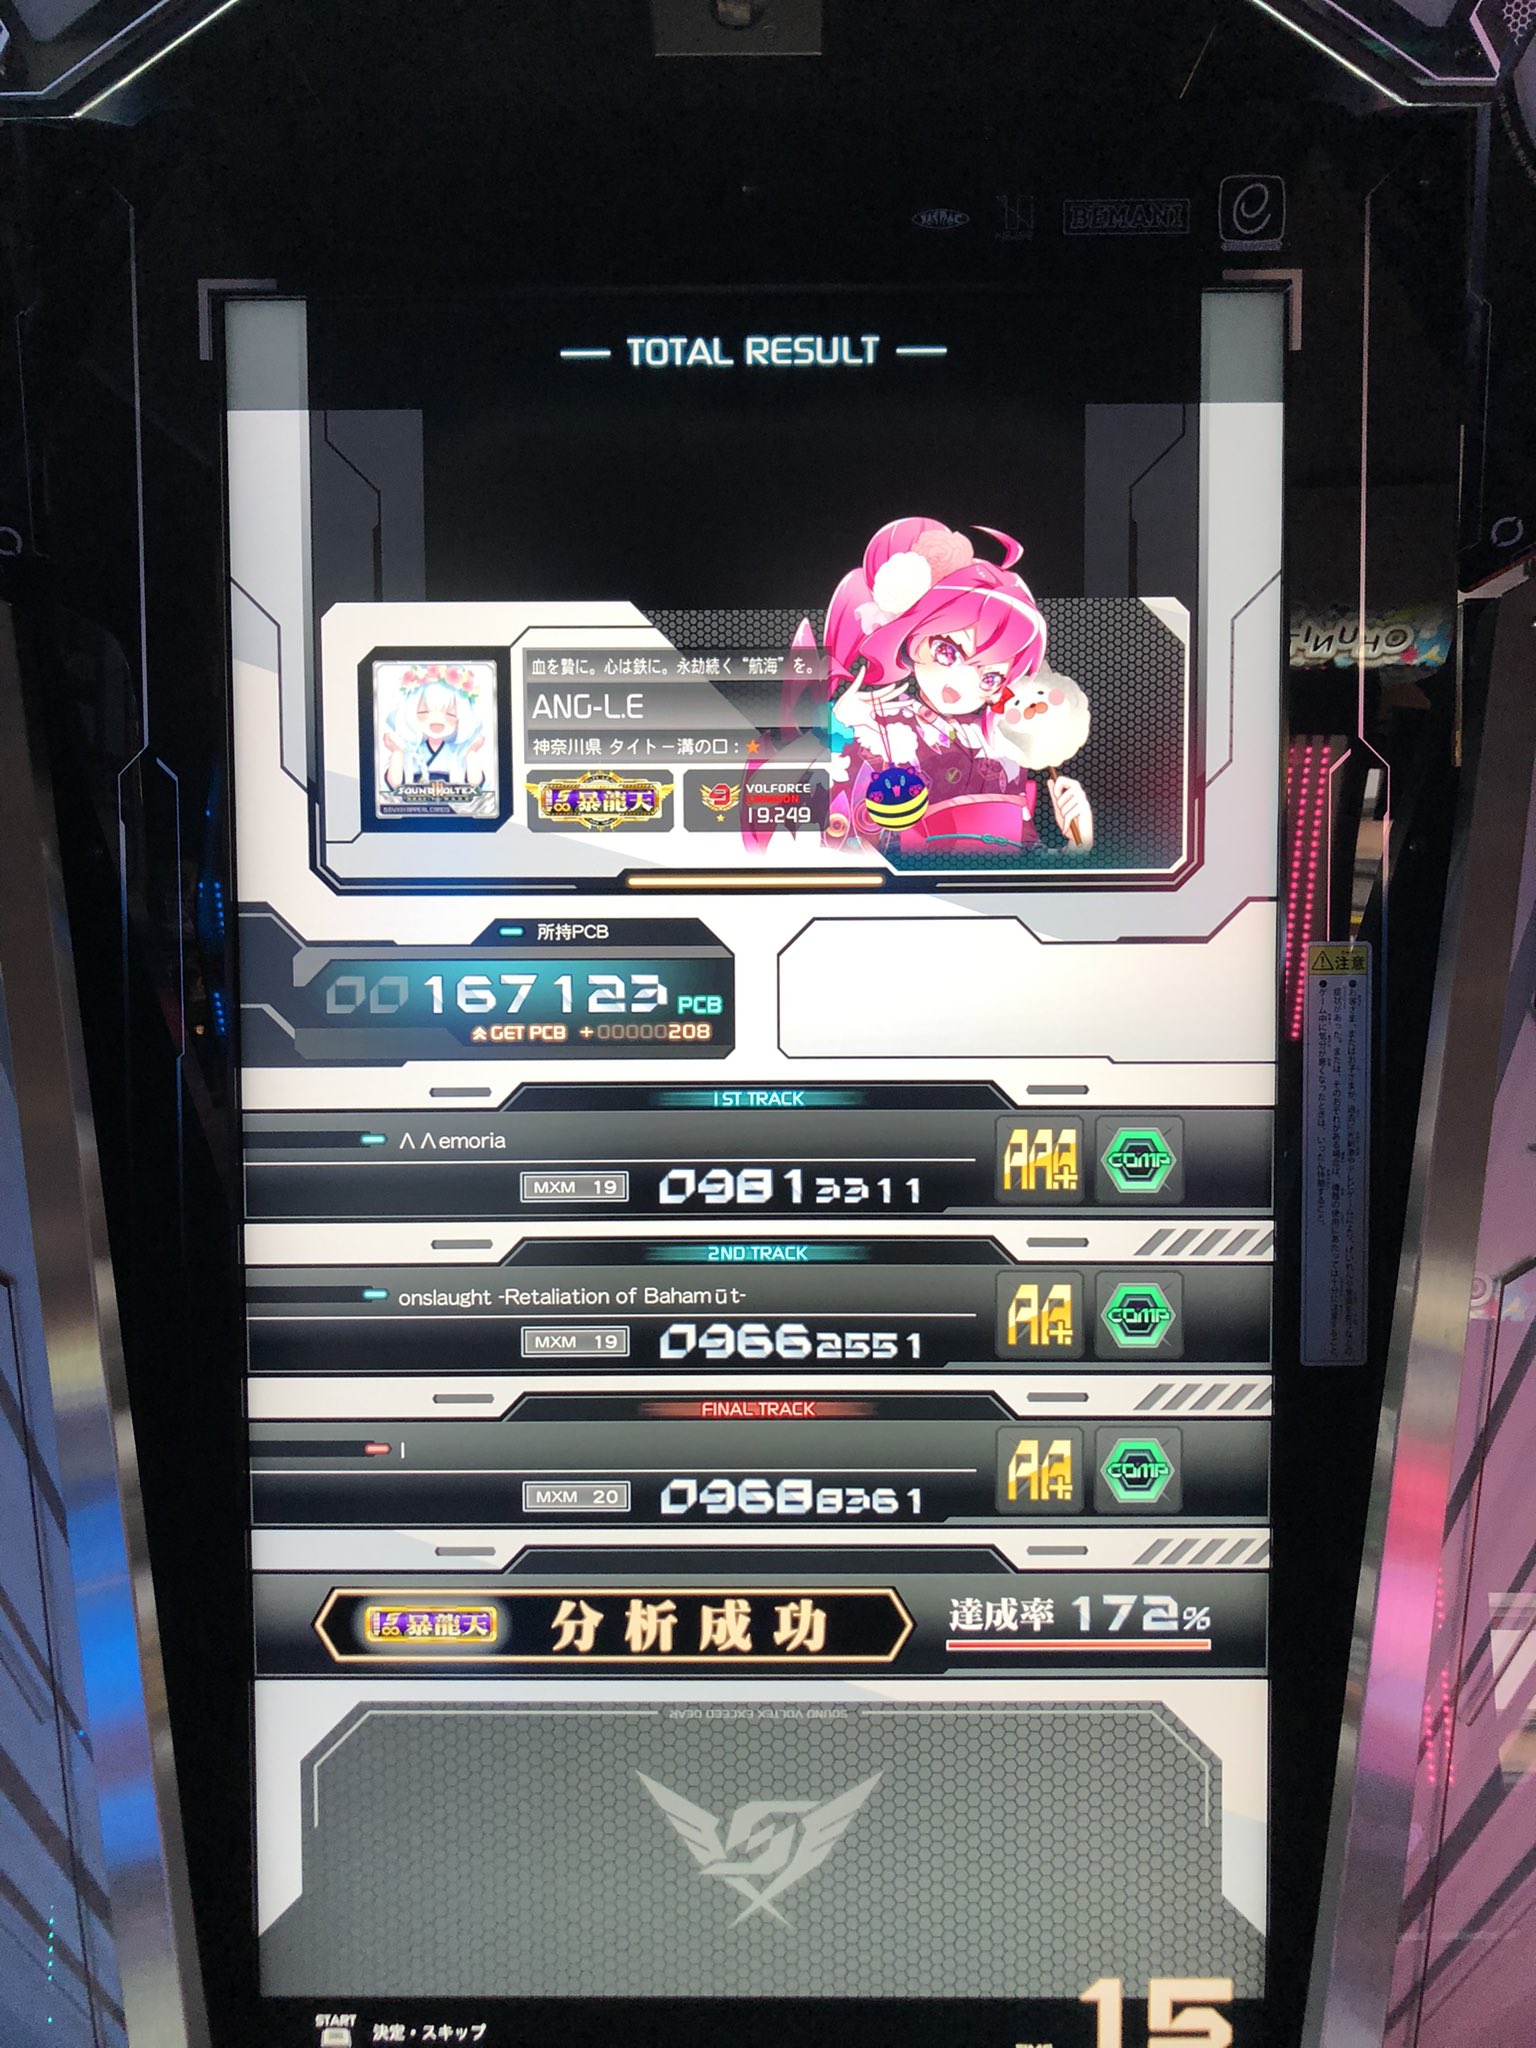 BEMANI
e
TOTAL RESULT
血を贄に。心は鉄に。永劫続く“航海”を。
ANG-L.E
神奈川県 タイトー溝の口:★
SOUND VOLTEX
∞暴龍天
VOLFORCE
CRIMSON
19.249
所持PCB
00167123 PCB
GET PCB +00000208
1ST TRACK
ΛΛemoria
MXM 19
09813311
AAA+
COMP
2ND TRACK
onslaught -Retaliation of Bahamūt-
MXM 19
09662551
AA+
COMP
FINAL TRACK
I
MXM 20
09688361
AA+
COMP
∞暴龍天
分析成功
達成率 172%
SOUND VOLTEX EXCEED GEAR
START
決定・スキップ
TIME
15
注意